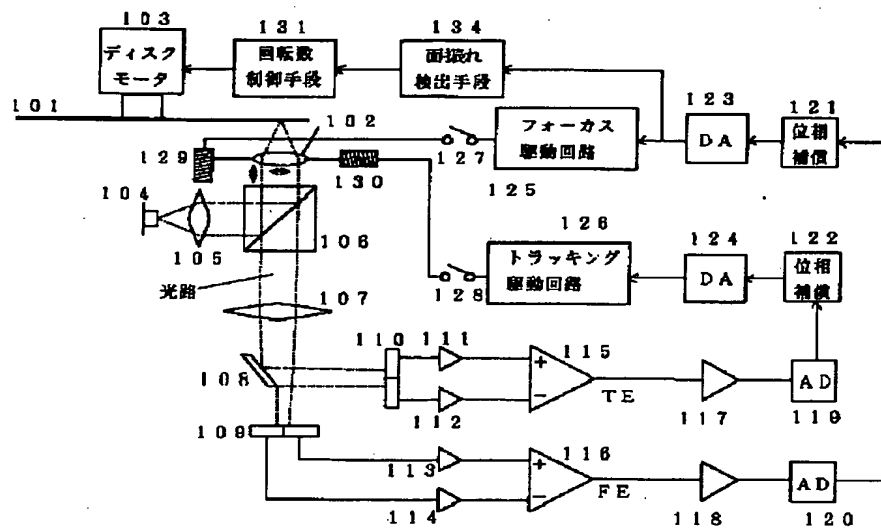 103
ディスク
モータ
131
回転数
制御手段
134
面振れ
検出手段
101
102
123
DA
121
位相
補償
フォーカス
駆動回路
127
125
129
130
104
105
106
126
トラッキング
駆動回路
128
124
DA
122
位相
補償
光路
107
110
111
115
TE
117
AD
119
108
112
109
113
116
FE
118
AD
120
114